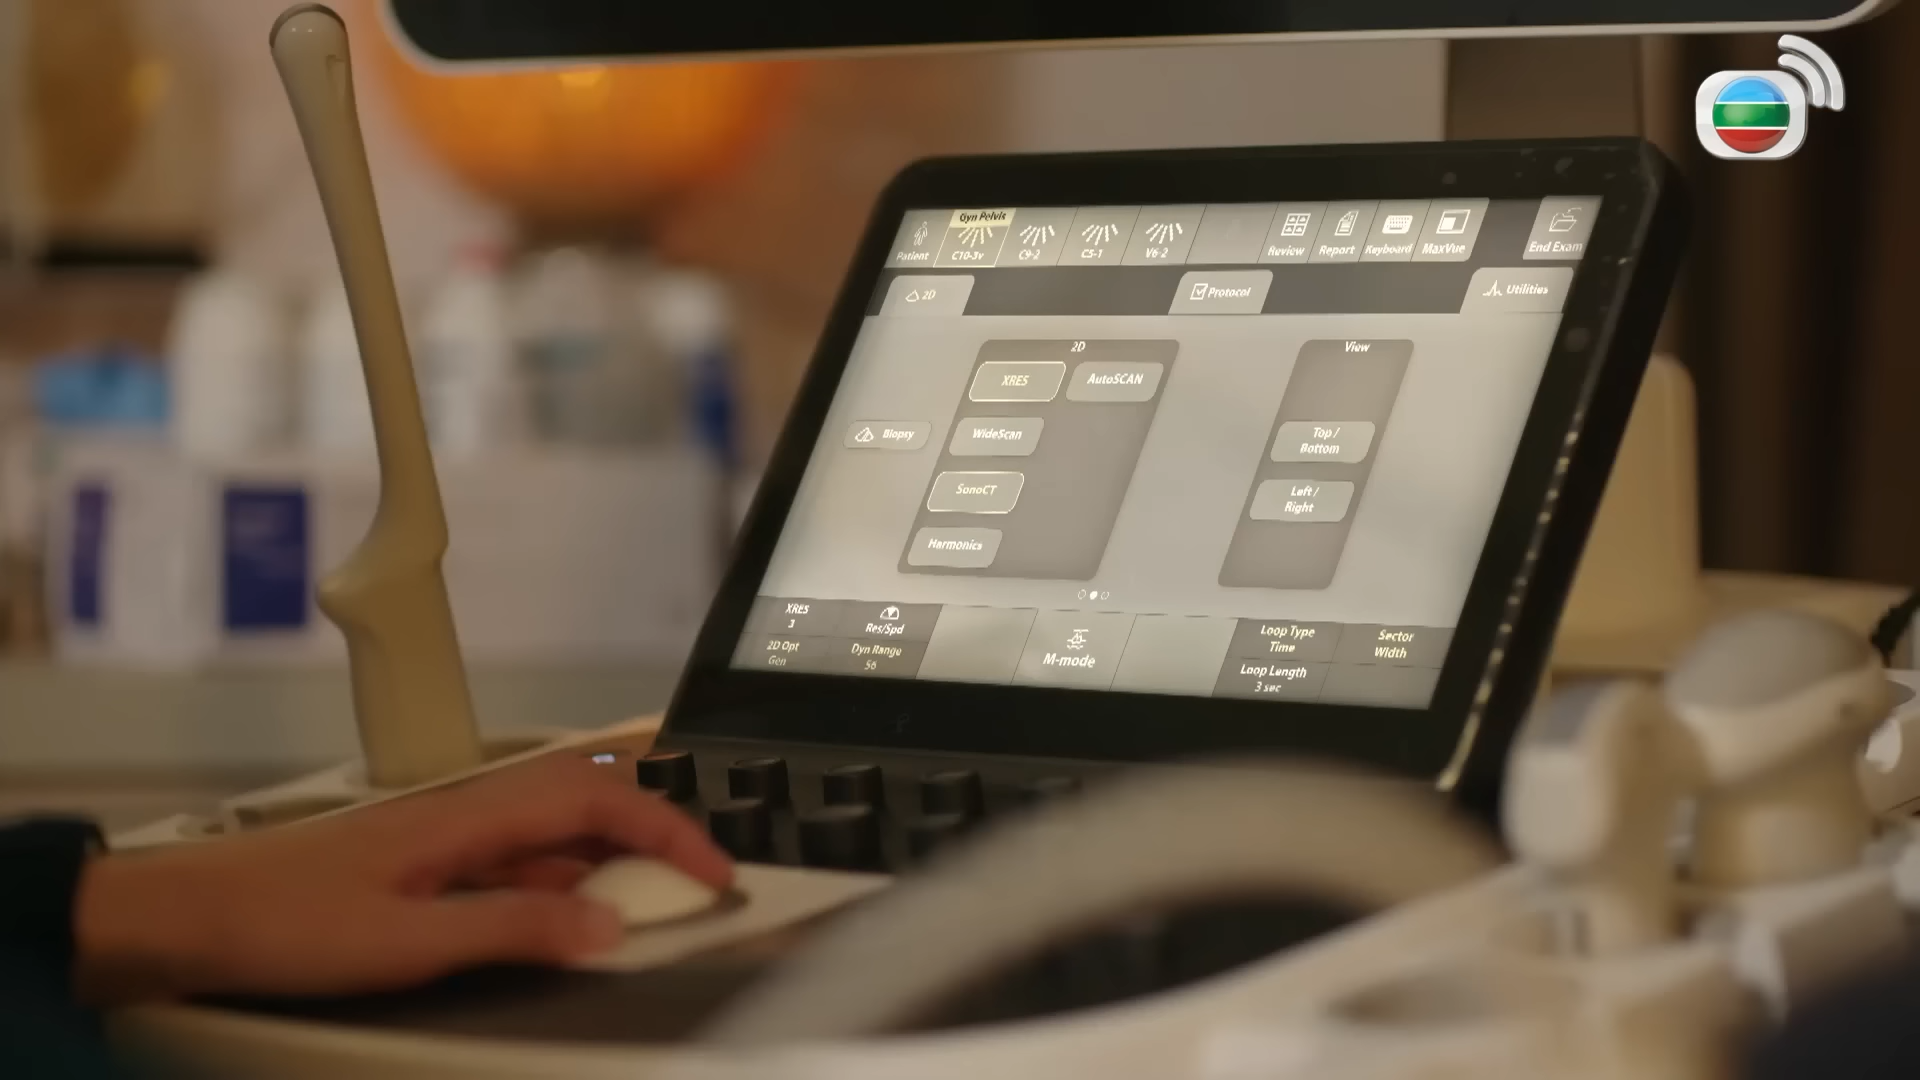 Gyn Pelvis
Patient
C10-3v
C9-2
C5-1
V6-2
Review
Report
Keyboard
MaxVue
End Exam
2D
Protocol
Utilities
2D
View
XRES
AutoSCAN
Biopsy
WideScan
Top /
Bottom
SonoCT
Left /
Right
Harmonics
XRES
3
Res/Spd
2D Opt
Gen
Dyn Range
56
M-mode
Loop Type
Time
Sector
Width
Loop Length
3 sec